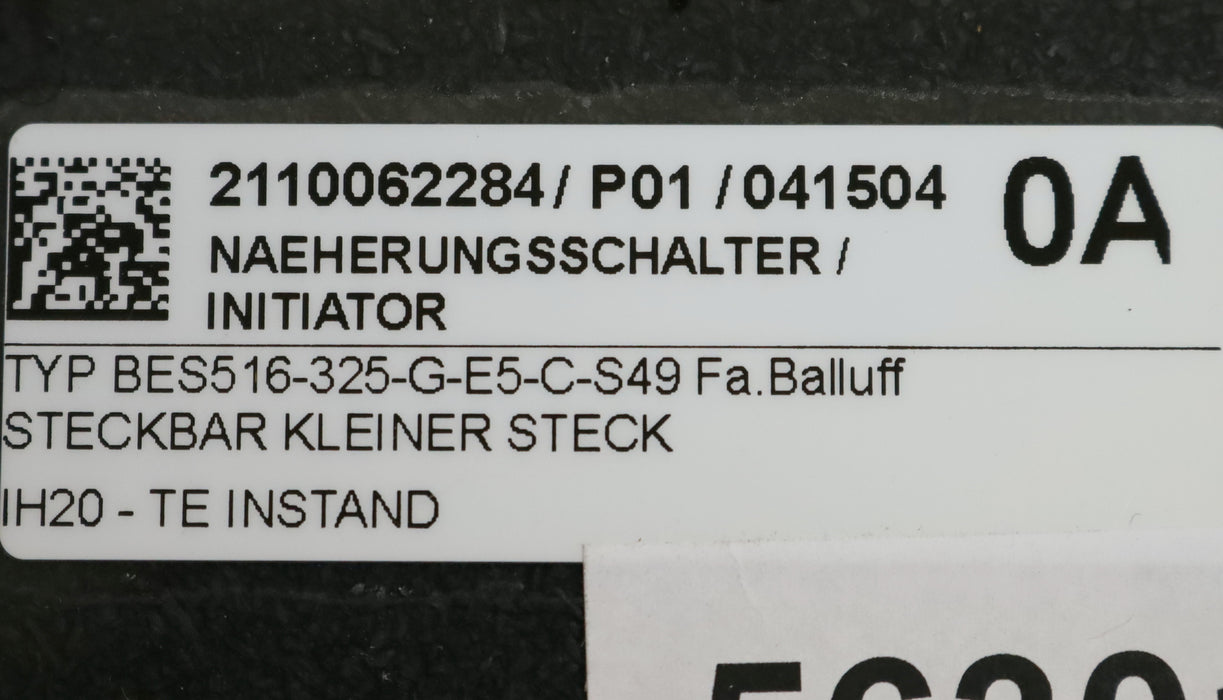 2110062284/ P01 /041504 0A
NAEHERUNGSSCHALTER /
INITIATOR
TYP BES516-325-G-E5-C-S49 Fa.Balluff
STECKBAR KLEINER STECK
IH20 - TE INSTAND